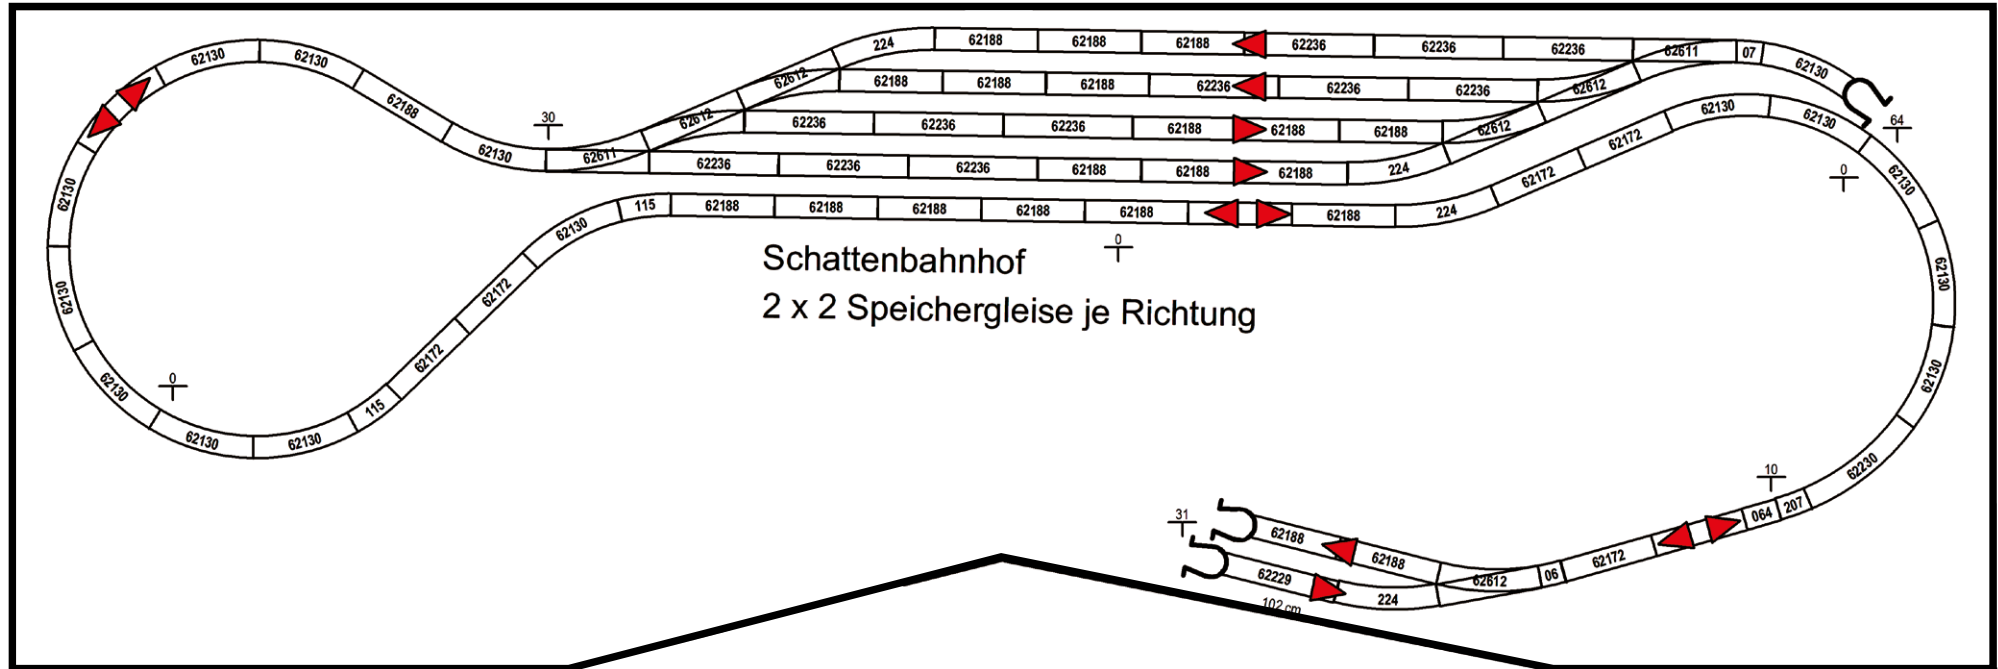 62130 62130 62188 62130 62611 62612 62612 224 62188 62188 62188 62236 62236 62236 62611 07 62130
62188 62188 62188 62236 62236 62236 62612
62236 62236 62236 62188 62188 62188 62612
62236 62236 62236 62188 62188 62188 224
30
64
0
62130 115 62188 62188 62188 62188 62188 62188 224 62172 62172 62130 62130
0
62130 62130 62130 62130 62130 115 62172 62172
0
Schattenbahnhof
2 x 2 Speichergleise je Richtung
62130 62130 62130 62230
10
207 064 62172 06 62612
31
62188 62188
62229 224
102 cm